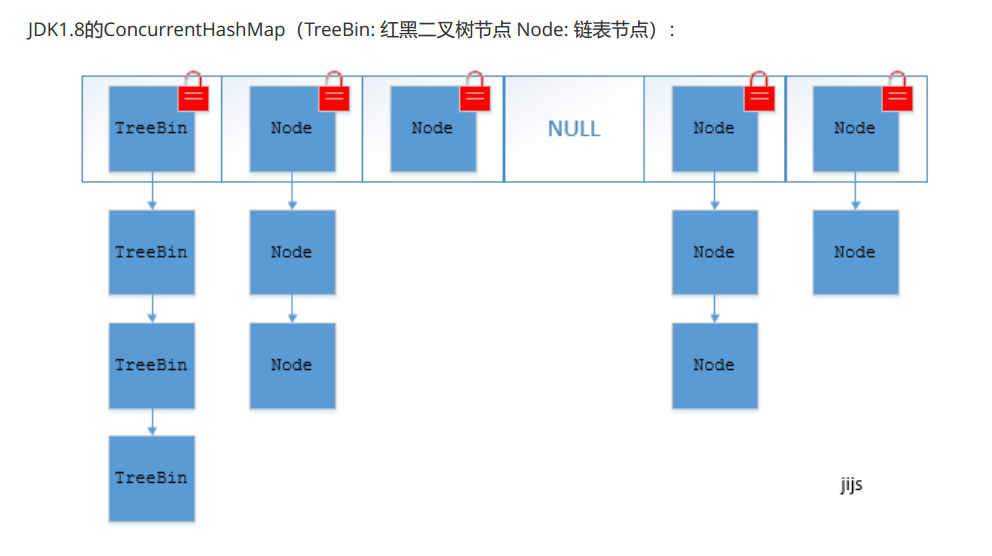 JDK1.8的ConcurrentHashMap（TreeBin: 红黑二叉树节点 Node: 链表节点）:
TreeBin Node Node NULL Node Node
TreeBin Node Node Node
TreeBin Node Node
TreeBin
jijs